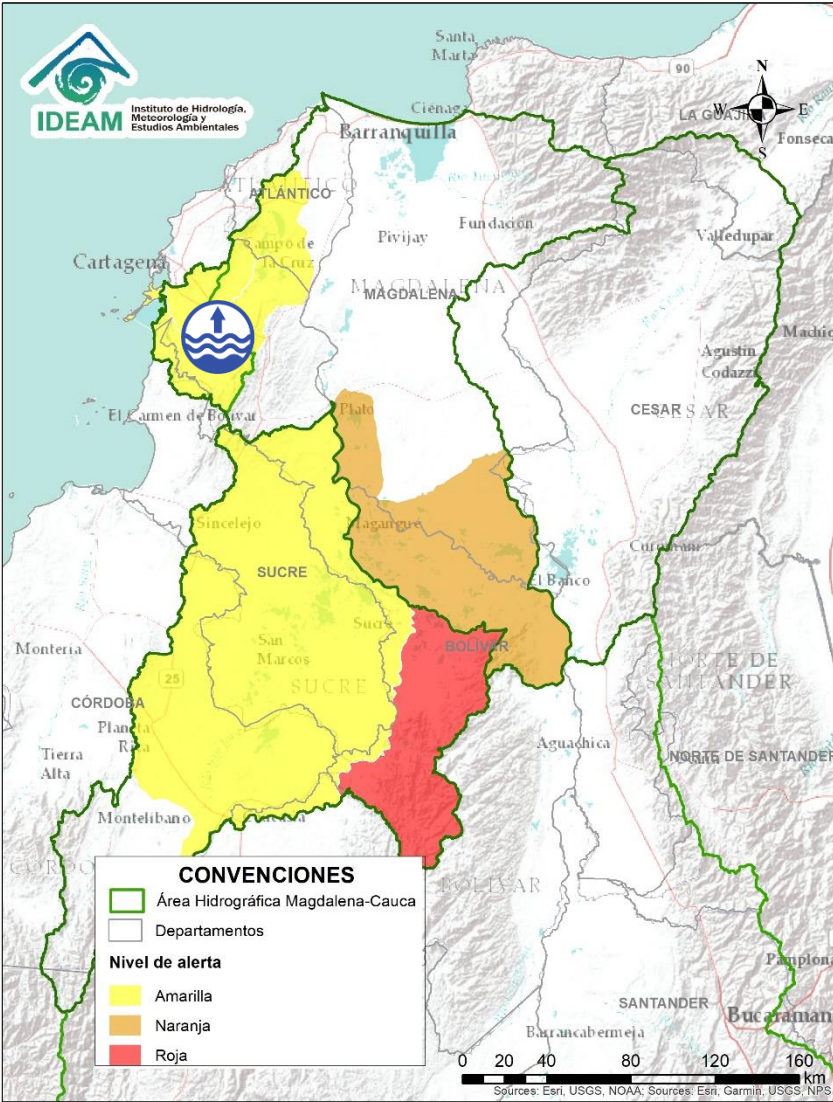 IDEAM
Instituto de Hidrología,
Meteorología y
Estudios Ambientales
Santa
Marta
90
N
W
E
S
Ciénaga
LA GUAJIRA
Barranquilla
Fonseca
ATLÁNTICO
ATLÁNTICO
Pivijay
Fundación
Valledupar
Campo de
la Cruz
Cartagena
MAGDALENA
MAGDALENA
Agustín
Codazzi
CESAR
CESAR
El Carmen de Bolívar
Plato
Sincelejo
Magangue
Curumaní
SUCRE
El Banco
Sucre
San
Marcos
BOLÍVAR
Montería
25
SUCRE
NORTE DE
SANTANDER
CÓRDOBA
Planeta
Rica
Aguachica
NORTE DE SANTANDER
Tierra
Alta
Montelíbano
BOLÍVAR
CONVENCIONES
Área Hidrográfica Magdalena-Cauca
Departamentos
Nivel de alerta
Amarilla
Naranja
Roja
Pamplona
SANTANDER
Bucaraman
Barrancabermeja
0 20 40 80 120 160
km
Sources: Esri, USGS, NOAA; Sources: Esri, Garmin, USGS, NPS